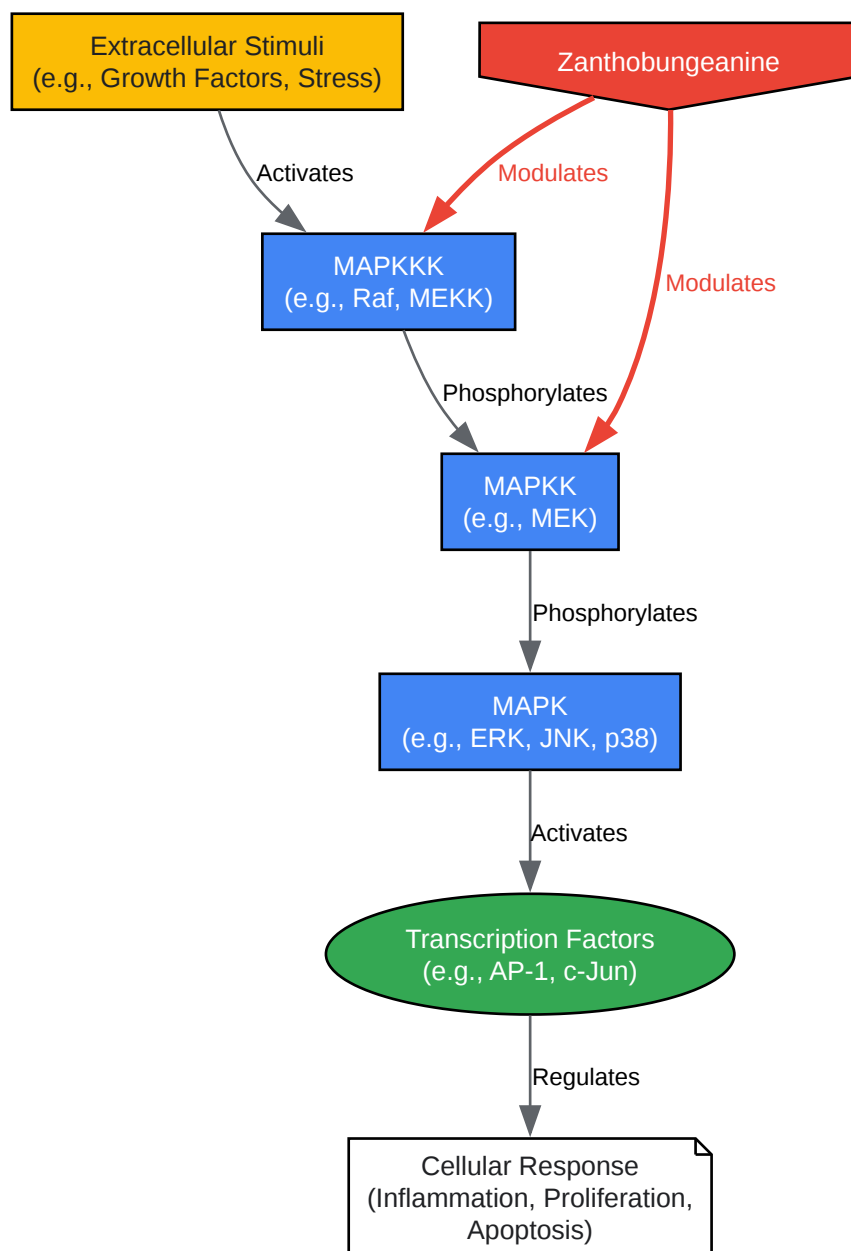 Extracellular Stimuli
(e.g., Growth Factors, Stress)
Zanthobungeanine
Activates
Modulates
MAPKKK
(e.g., Raf, MEKK)
Modulates
Phosphorylates
MAPKK
(e.g., MEK)
Phosphorylates
MAPK
(e.g., ERK, JNK, p38)
Activates
Transcription Factors
(e.g., AP-1, c-Jun)
Regulates
Cellular Response
(Inflammation, Proliferation,
Apoptosis)